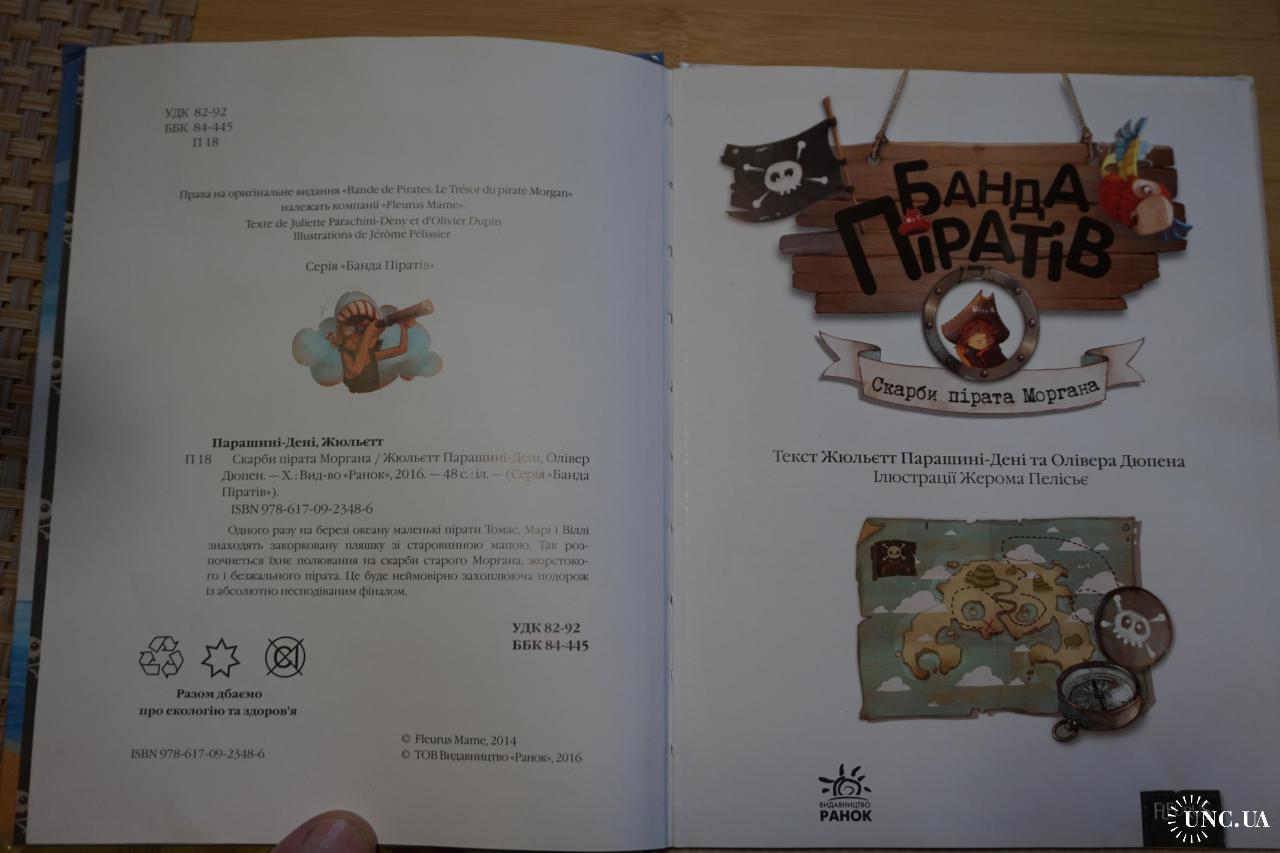 УДК 82-92
ББК 84-445
П 18
Права на оригінальне видання «Bande de Pirates. Le Trésor du pirate Morgan»
належать компанії «Fleurus Mame».
Texte de Juliette Parachini-Deny et d'Olivier Dupin
Illustrations de Jérôme Pélissier
Серія «Банда Піратів»
Парашині-Дені, Жюльєтт
П 18 Скарби пірата Моргана / Жюльєтт Парашині-Дені, Олівер
Дюпен. — Х. : Вид-во «Ранок», 2016. — 48 с. : іл. — (Серія «Банда
Піратів»).
ISBN 978-617-09-2348-6
Одного разу на березі океану маленькі пірати Томас, Марі і Віллі
знаходять закорковану пляшку зі старовинною мапою. Так роз-
почнеться їхнє полювання на скарби старого Моргана, жорстоко-
го і безжального пірата. Це буде неймовірно захоплююча подорож
із абсолютно несподіваним фіналом.
УДК 82-92
ББК 84-445
Разом дбаємо
про екологію та здоров'я
ISBN 978-617-09-2348-6
© Fleurus Mame, 2014
© ТОВ Видавництво «Ранок», 2016
БАНДА
ПІРАТІВ
Скарби пірата Моргана
Текст Жюльєтт Парашині-Дені та Олівера Дюпена
Ілюстрації Жерома Пелісьє
ВИДАВНИЦТВО
РАНОК
UNC.UA